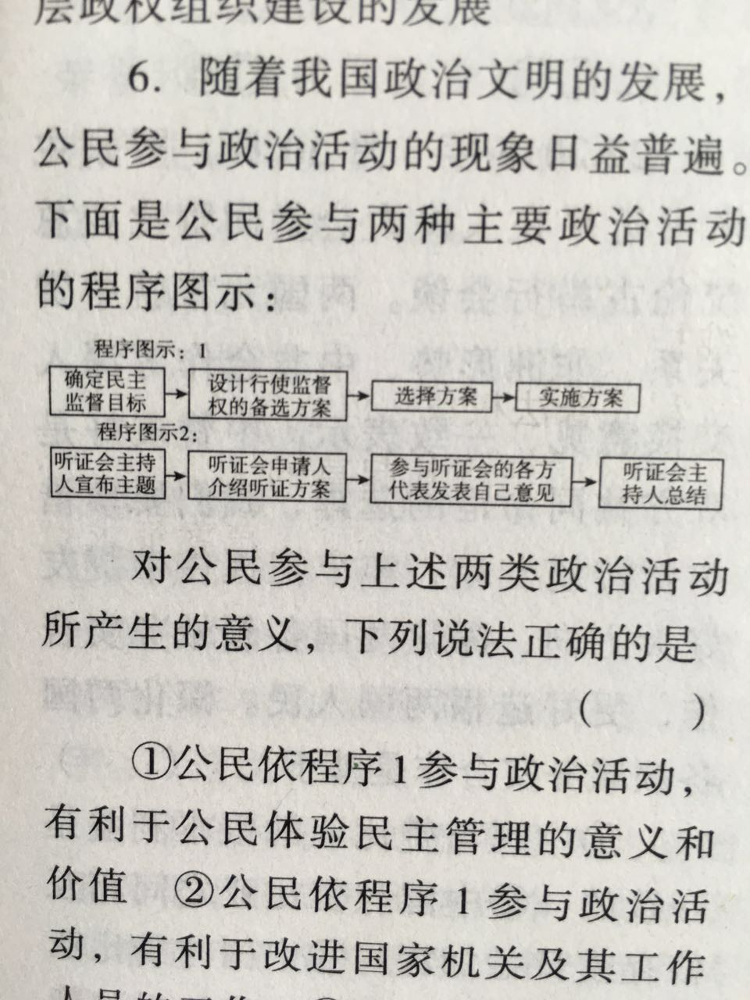 层政权组织建设的发展
6. 随着我国政治文明的发展，
公民参与政治活动的现象日益普遍。
下面是公民参与两种主要政治活动
的程序图示：
程序图示：1
确定民主
监督目标
设计行使监督
权的备选方案
选择方案
实施方案
程序图示2：
听证会主持
人宣布主题
听证会申请人
介绍听证方案
参与听证会的各方
代表发表自己意见
听证会主
持人总结
对公民参与上述两类政治活动
所产生的意义，下列说法正确的是
（　　）
①公民依程序1参与政治活动，
有利于公民体验民主管理的意义和
价值 ②公民依程序1参与政治活
动，有利于改进国家机关及其工作